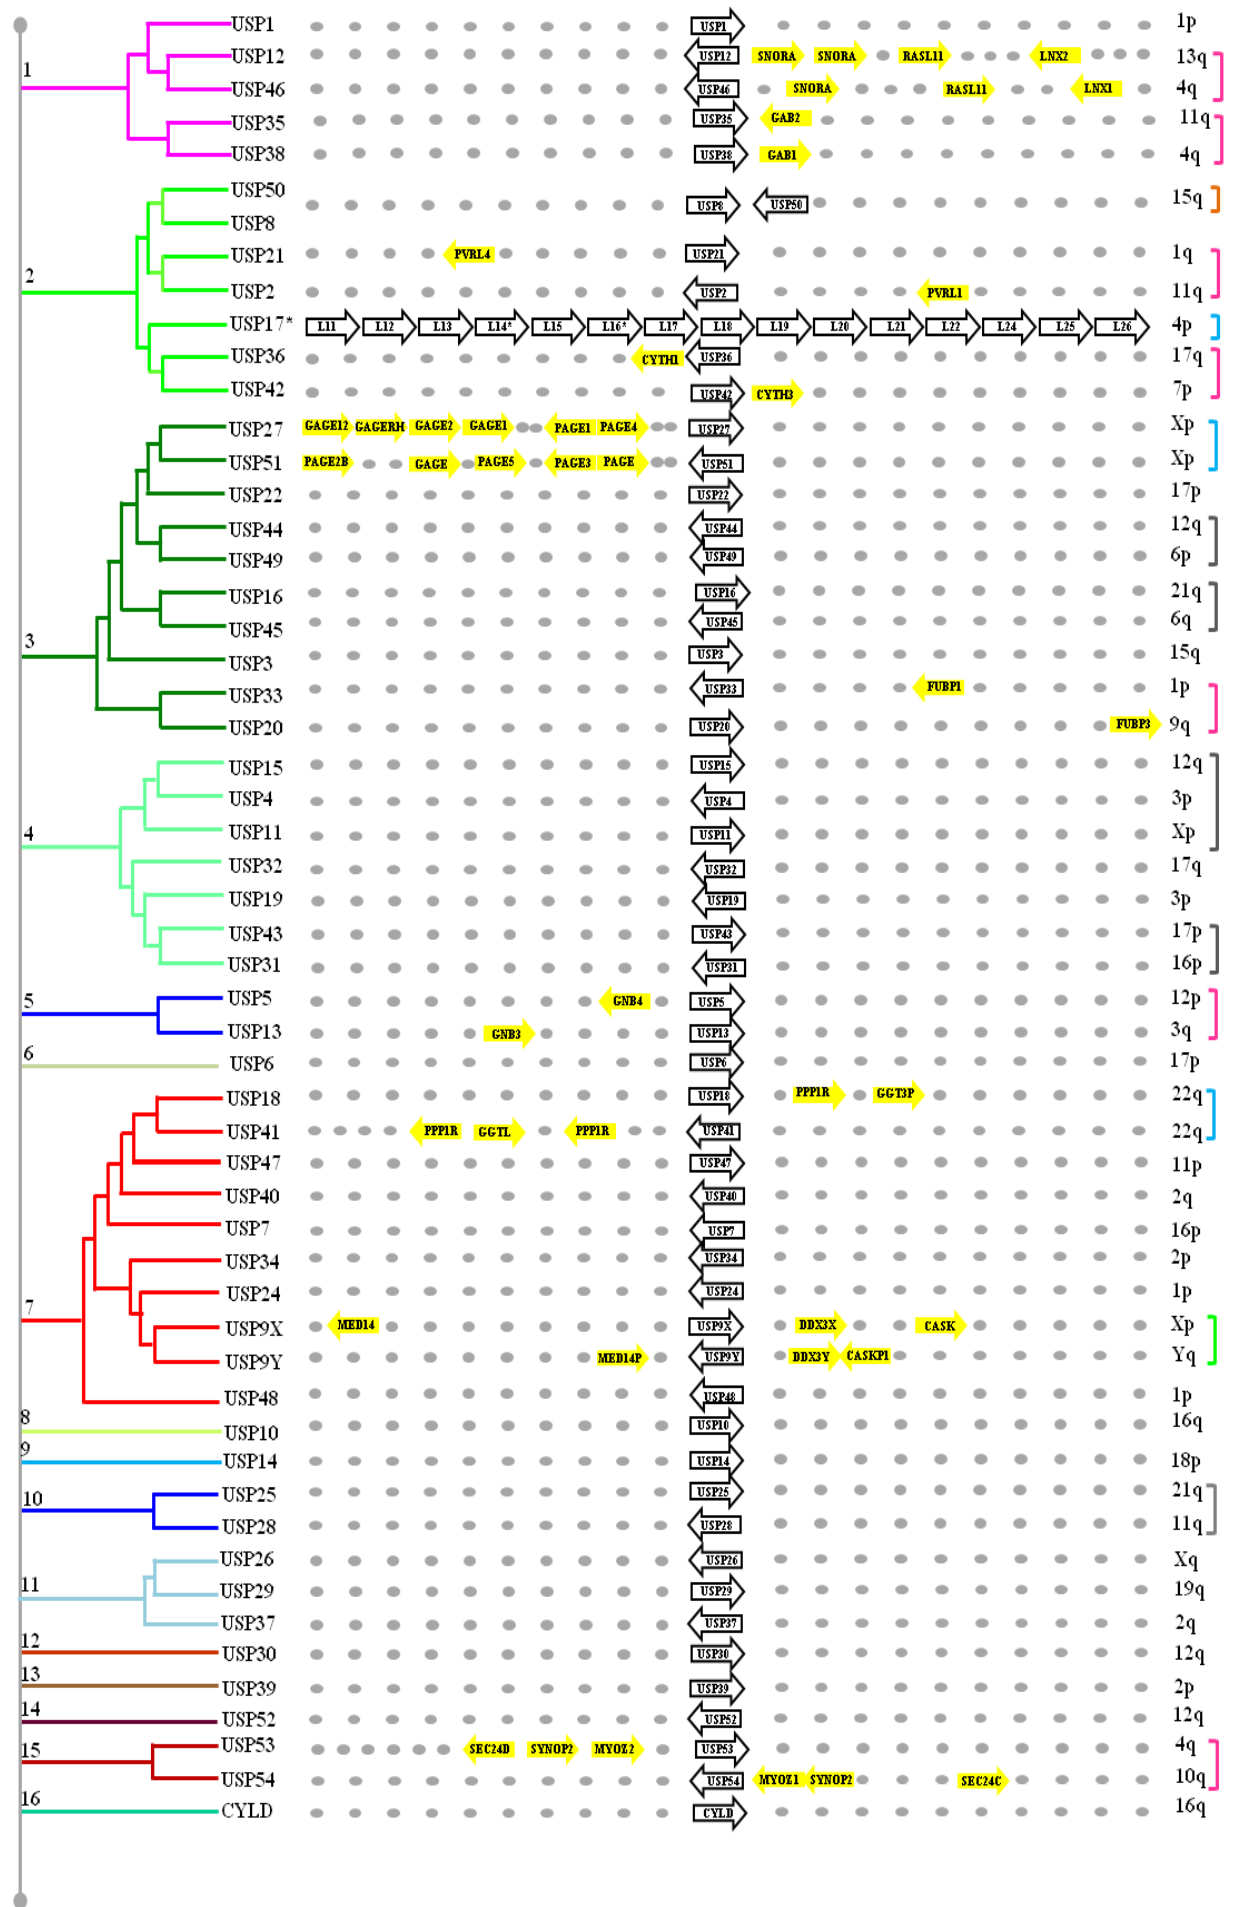 USP1 USP1 1p
USP12 USP12 SNORA SNORA RASL11 LNX2 13q
1
USP46 USP46 SNORA RASL11 LNX1 4q
USP35 USP35 GAB2 11q
USP38 USP38 GAB1 4q
USP50 USP8 USP50 15q
USP8
USP21 PVRL4 USP21 1q
2
USP2 USP2 PVRL1 11q
USP17* L11 L12 L13 L14* L15 L16* L17 L18 L19 L20 L21 L22 L24 L25 L26 4p
USP36 CYTH1 USP36 17q
USP42 USP42 CYTH3 7p
USP27 GAGE12 GAGERH GAGE2 GAGE1 PAGE1 PAGE4 USP27 Xp
USP51 PAGE2B GAGE PAGE5 PAGE3 PAGE USP51 Xp
USP22 USP22 17p
USP44 USP44 12q
USP49 USP49 6p
USP16 USP16 21q
USP45 USP45 6q
3
USP3 USP3 15q
USP33 USP33 FUBP1 1p
USP20 USP20 FUBP3 9q
USP15 USP15 12q
USP4 USP4 3p
4
USP11 USP11 Xp
USP32 USP32 17q
USP19 USP19 3p
USP43 USP43 17p
USP31 USP31 16p
5
USP5 GNB4 USP5 12p
USP13 GNB3 USP13 3q
6
USP6 USP6 17p
USP18 USP18 PPP1R GGT3P 22q
USP41 PPP1R GGTL PPP1R USP41 22q
USP47 USP47 11p
USP40 USP40 2q
USP7 USP7 16p
USP34 USP34 2p
USP24 USP24 1p
7
USP9X MED14 USP9X DDX3X CASK Xp
USP9Y MED14P USP9Y DDX3Y CASKP1 Yq
USP48 USP48 1p
8
USP10 USP10 16q
9
USP14 USP14 18p
10
USP25 USP25 21q
USP28 USP28 11q
USP26 USP26 Xq
11
USP29 USP29 19q
USP37 USP37 2q
12
USP30 USP30 12q
13
USP39 USP39 2p
14
USP52 USP52 12q
15
USP53 SEC24D SYNOP2 MYOZ2 USP53 4q
USP54 USP54 MYOZ1 SYNOP2 SEC24C 10q
16
CYLD CYLD 16q